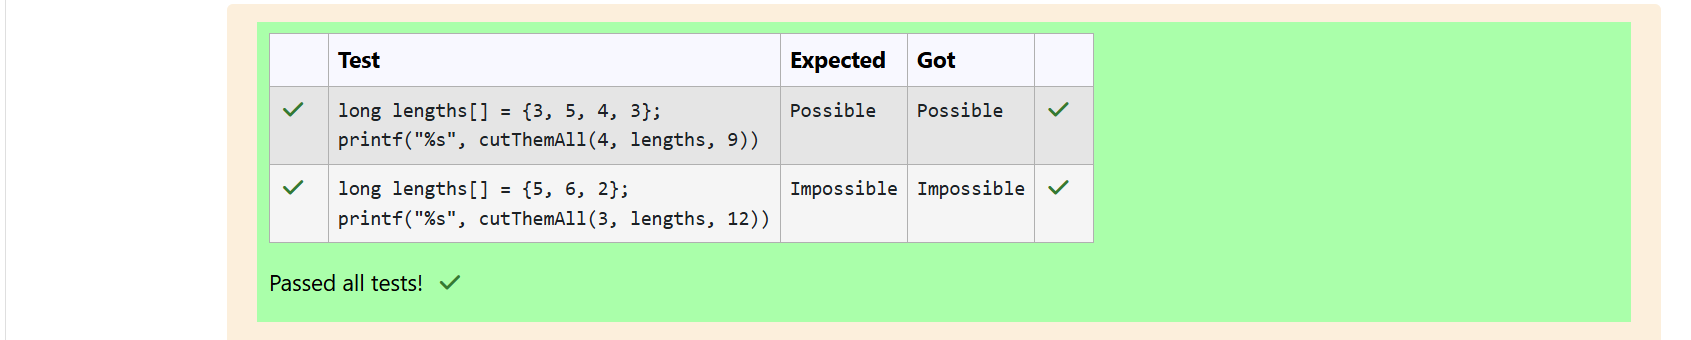 Test Expected Got
long lengths[] = {3, 5, 4, 3}; Possible Possible
printf("%s", cutThemAll(4, lengths, 9))
long lengths[] = {5, 6, 2}; Impossible Impossible
printf("%s", cutThemAll(3, lengths, 12))
Passed all tests!